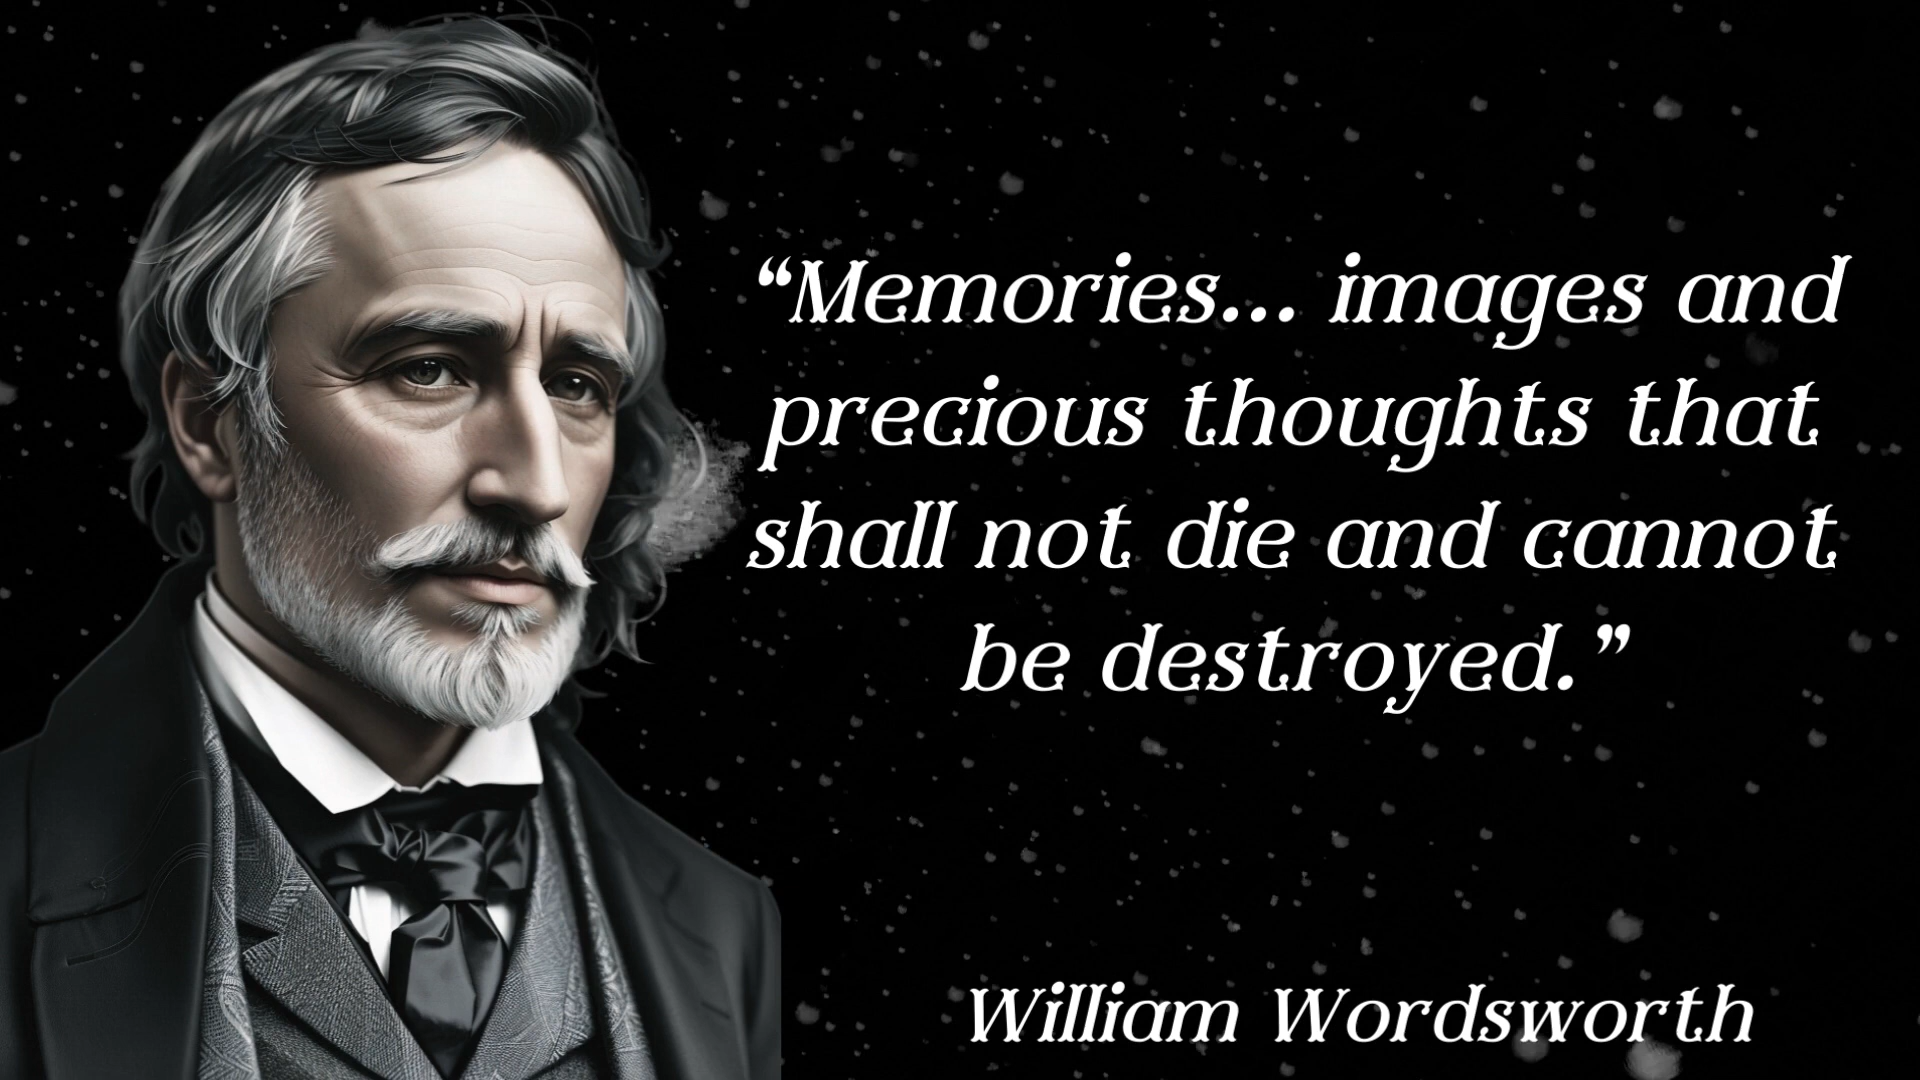 “Memories... images and
precious thoughts that
shall not die and cannot
be destroyed.”
William Wordsworth